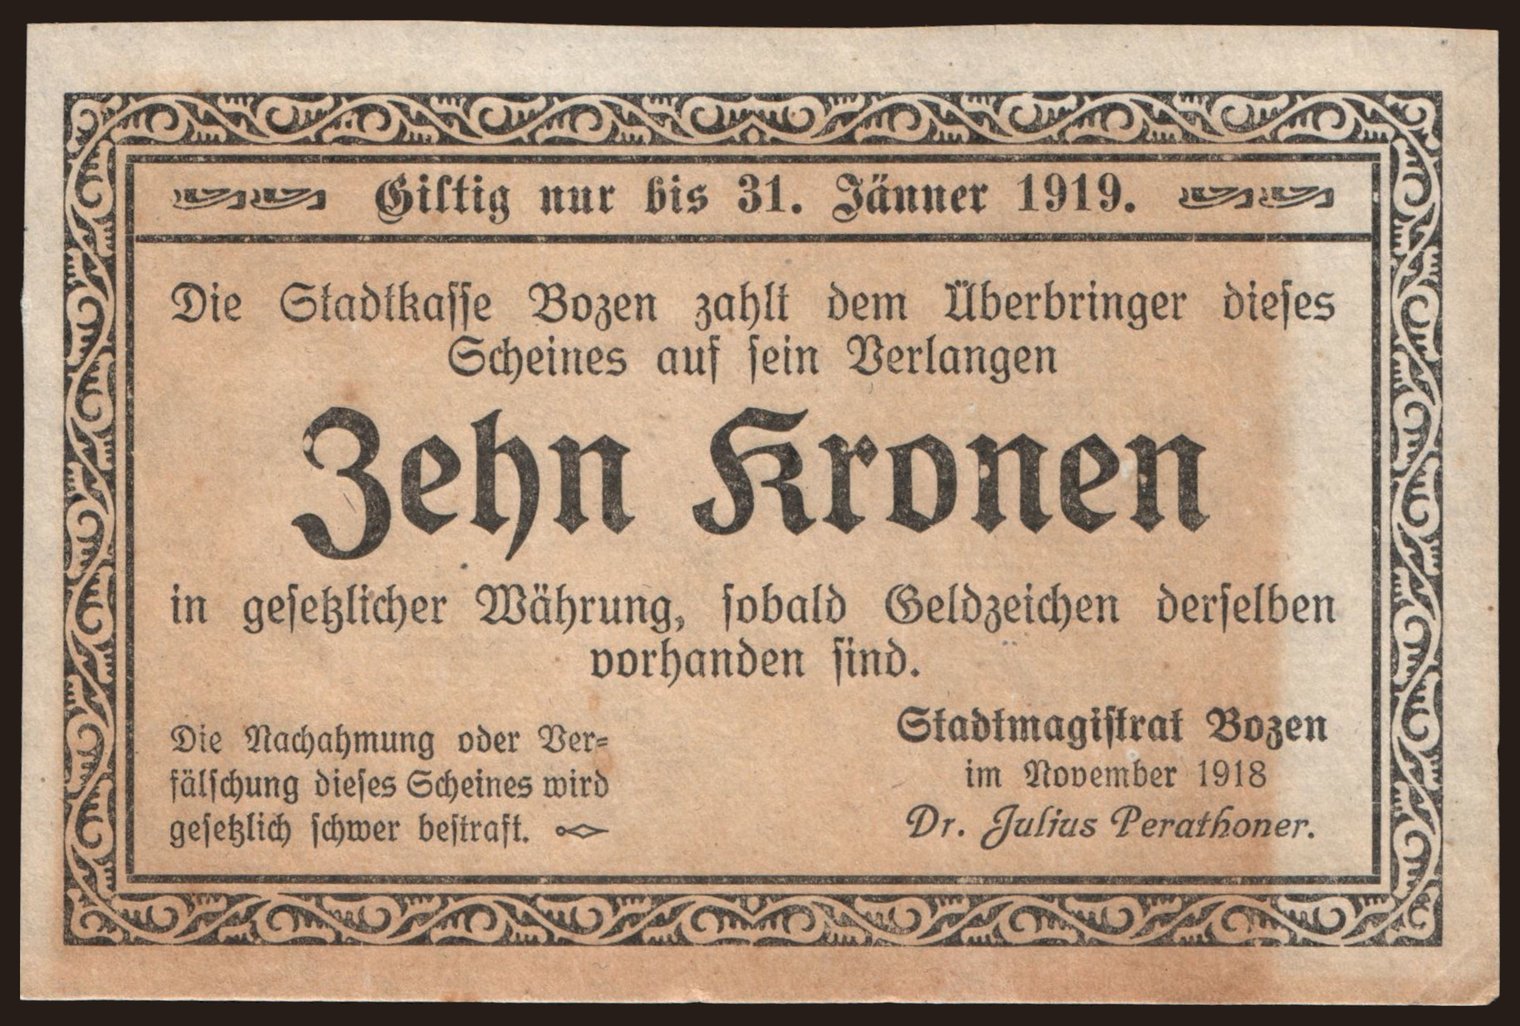 Giltig nur bis 31. Jänner 1919.
Die Stadtkasse Bozen zahlt dem Überbringer dieses
Scheines auf sein Verlangen
Zehn Kronen
in gesetzlicher Währung, sobald Geldzeichen derselben
vorhanden sind.
Die Nachahmung oder Ver=
fälschung dieses Scheines wird
gesetzlich schwer bestraft.
Stadtmagistrat Bozen
im November 1918
Dr. Julius Perathoner.